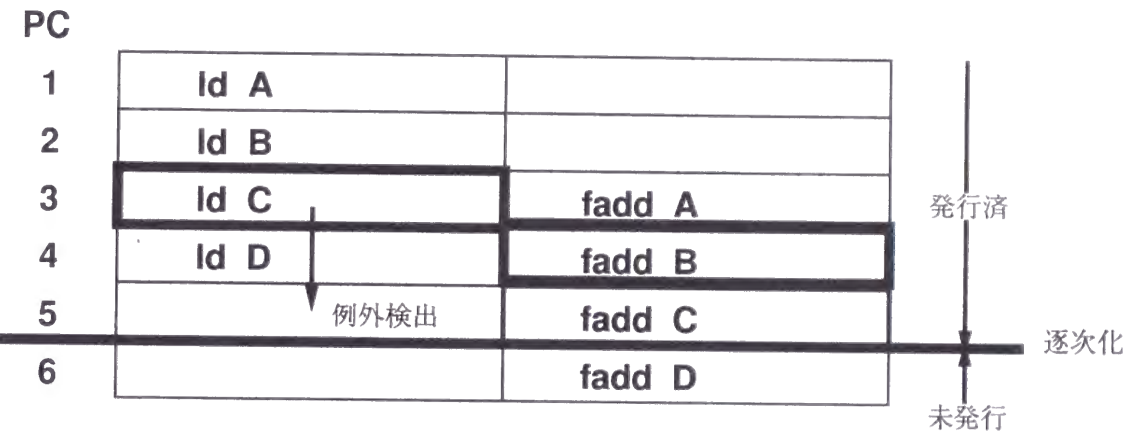 PC
1 ld A
2 ld B
3 ld C fadd A 発行済
4 ld D fadd B
5 例外検出 fadd C
逐次化
6 fadd D
未発行